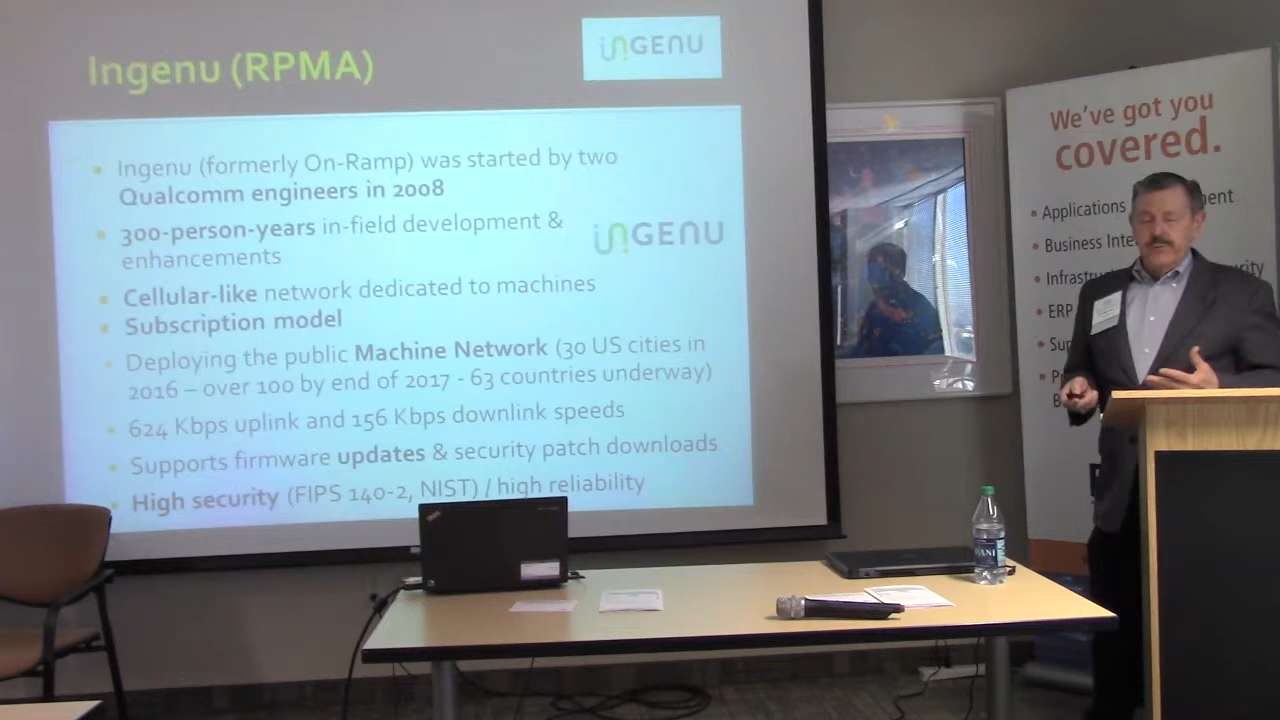 Ingenu (RPMA)
INGENU
Ingenu (formerly On-Ramp) was started by two
Qualcomm engineers in 2008
300-person-years in-field development &
enhancements
INGENU
Cellular-like network dedicated to machines
Subscription model
Deploying the public Machine Network (30 US cities in
2016 – over 100 by end of 2017 - 63 countries underway)
624 Kbps uplink and 156 Kbps downlink speeds
Supports firmware updates & security patch downloads
High security (FIPS 140-2, NIST) / high reliability
We've got you
covered.
Applications
Business
ERP